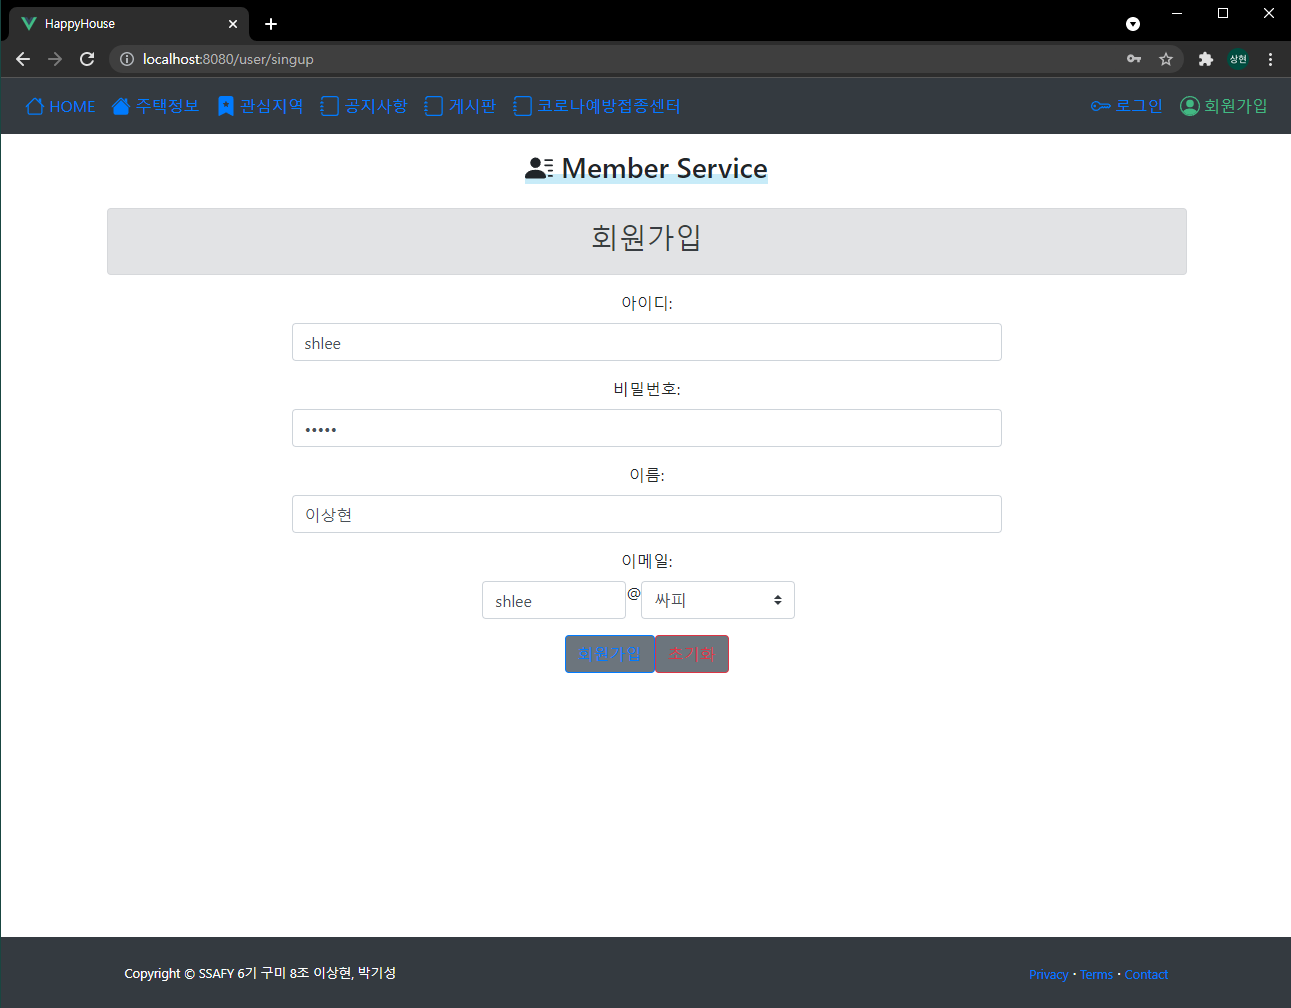 HappyHouse
localhost:8080/user/singup
상현
HOME 주택정보 관심지역 공지사항 게시판 코로나예방접종센터 로그인 회원가입
Member Service
회원가입
아이디:
shlee
비밀번호:
•••••
이름:
이상현
이메일:
shlee @ 싸피
회원가입 초기화
Copyright © SSAFY 6기 구미 8조 이상현, 박기성
Privacy · Terms · Contact